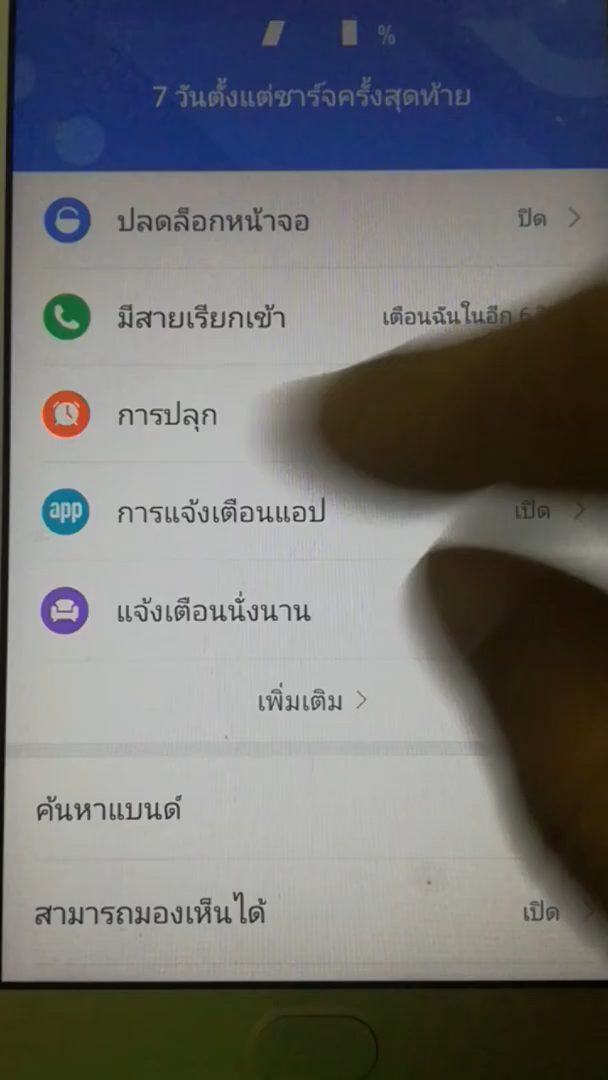 %
7 วันตั้งแต่ชาร์จครั้งสุดท้าย
ปลดล็อกหน้าจอ ปิด
มีสายเรียกเข้า เตือนฉันในอีก 6
การปลุก
app การแจ้งเตือนแอป เปิด
แจ้งเตือนนั่งนาน
เพิ่มเติม
ค้นหาแบนด์
สามารถมองเห็นได้ เปิด